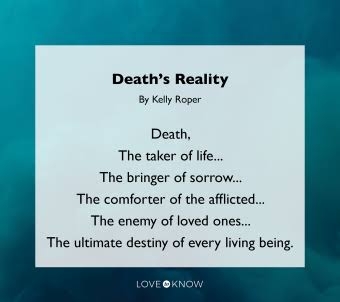 Death's Reality
By Kelly Roper
Death,
The taker of life...
The bringer of sorrow...
The comforter of the afflicted...
The enemy of loved ones...
The ultimate destiny of every living being.
LOVE to KNOW